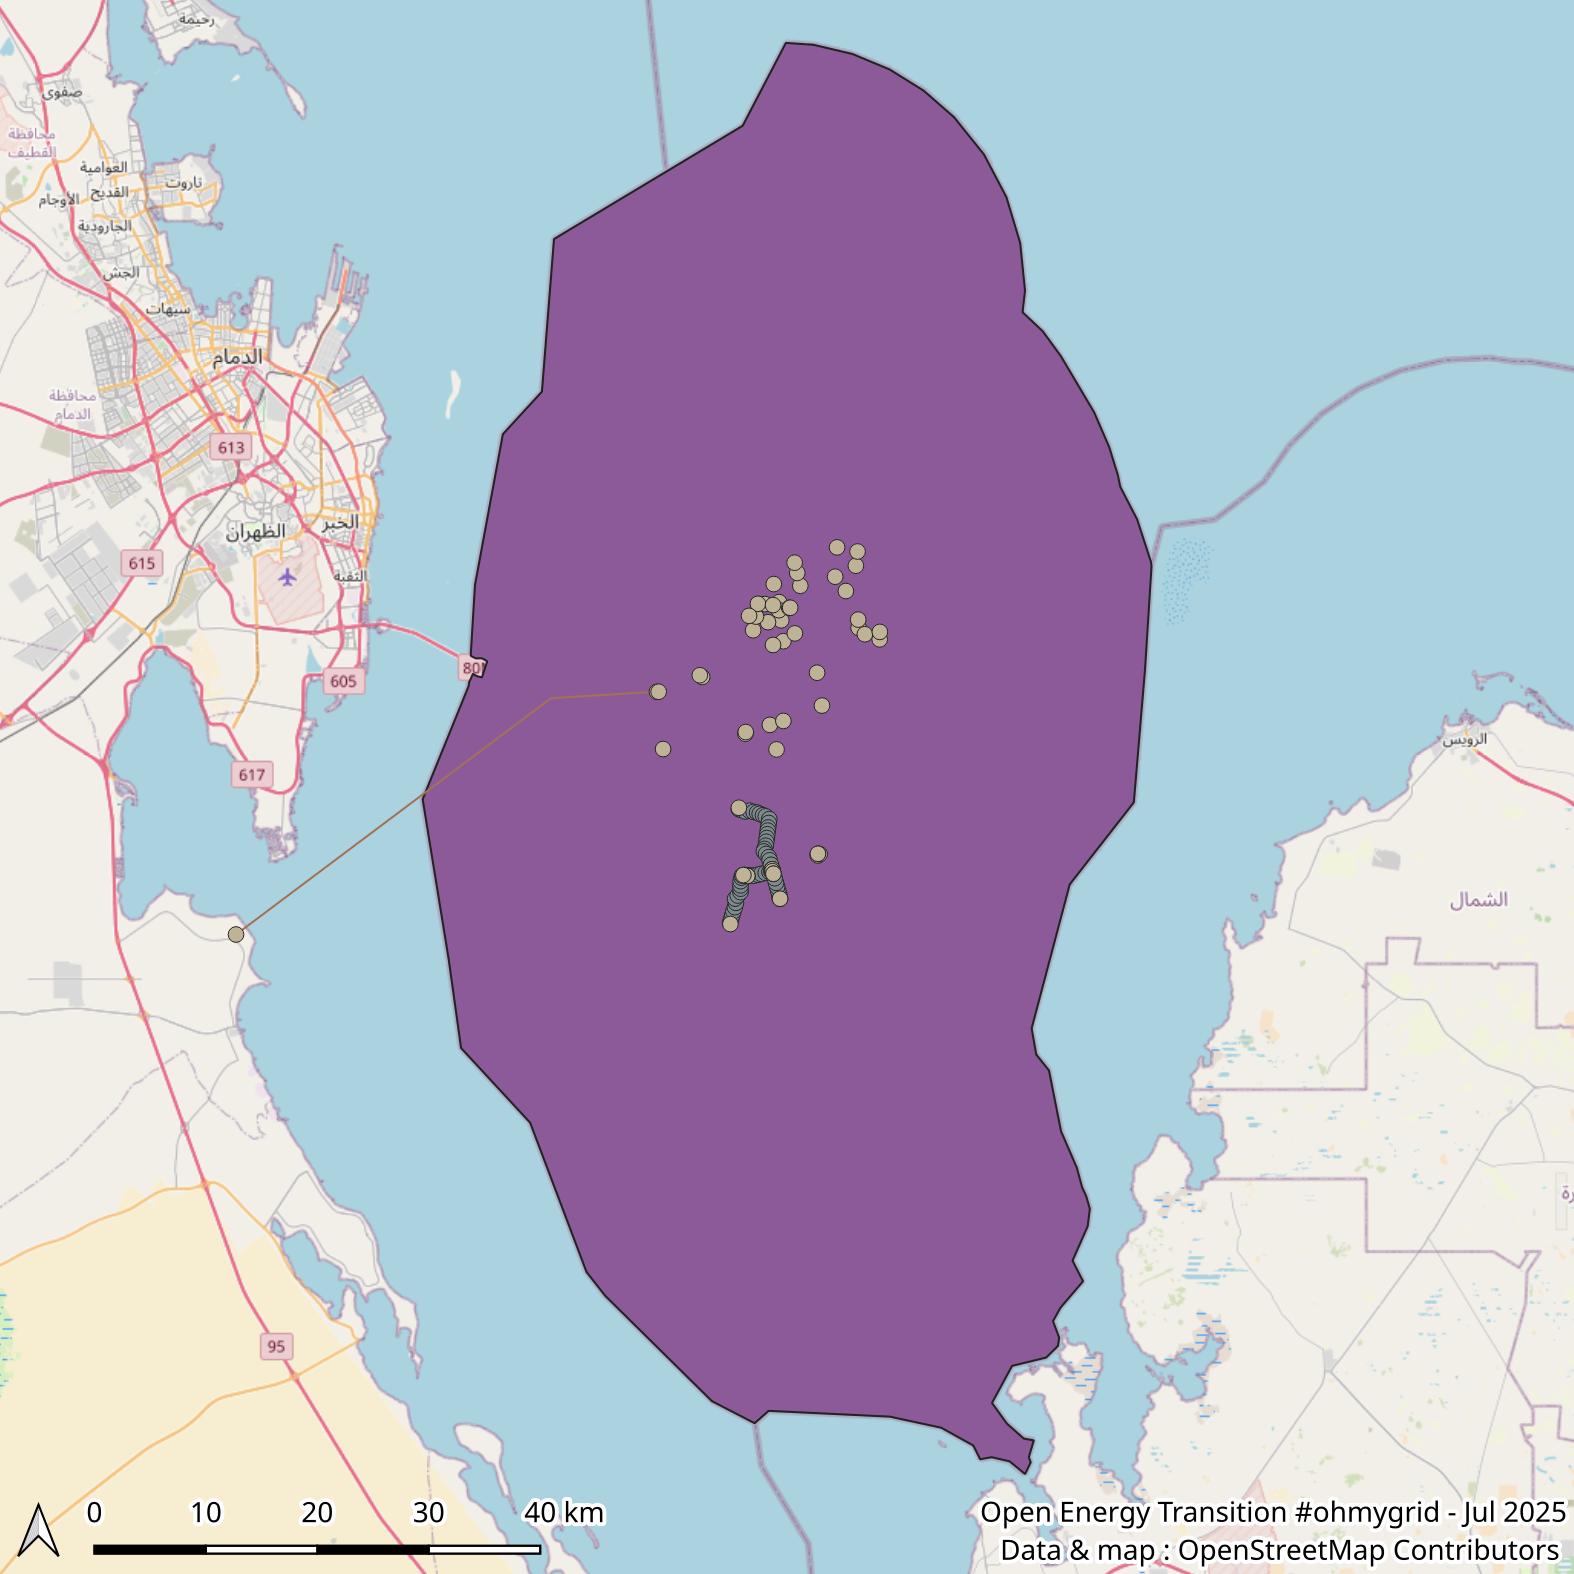 رحيمة
صفوى
محافظة
القطيف
العوامية
تاروت
القديح
الأوجام
الجارودية
الجش
سيهات
الدمام
محافظة
الدمام
613
الخبر
الظهران
615
الثقبة
80
605
617
الرويس
الشمال
95
0 10 20 30 40 km
Open Energy Transition #ohmygrid - Jul 2025
Data & map : OpenStreetMap Contributors